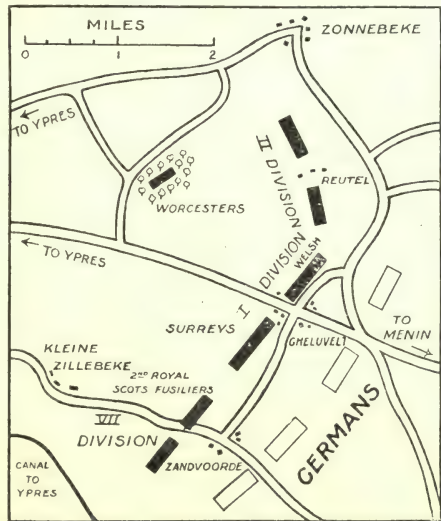 MILES
0 1 2
ZONNEBEKE
TO YPRES
II DIVISION
REUTEL
WORCESTERS
TO YPRES
I DIVISION
WELSH
SURREYS
GHELUVELT
TO
MENIN
KLEINE
ZILLEBEKE
2ND ROYAL
SCOTS FUSILIERS
VII
DIVISION
ZANDVOORDE
GERMANS
CANAL
TO
YPRES